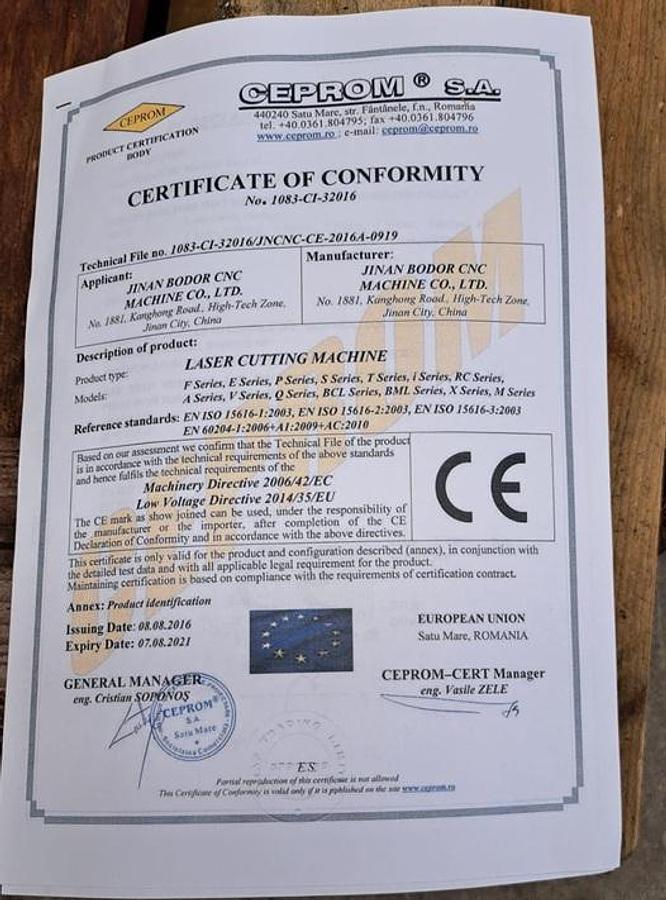 CEPROM
PRODUCT CERTIFICATION
BODY
CEPROM ® S.A.
440240 Satu Mare, str. Fântânele, f.n., Romania
tel. +40.0361.804795; fax +40.0361.804796
www.ceprom.ro ; e-mail: ceprom@ceprom.ro
CERTIFICATE OF CONFORMITY
No. 1083-CI-32016
Technical File no. 1083-CI-32016/JNCNC-CE-2016A-0919
Applicant:
JINAN BODOR CNC
MACHINE CO., LTD.
No. 1881, Kanghong Road., High-Tech Zone,
Jinan City, China
Manufacturer:
JINAN BODOR CNC
MACHINE CO., LTD.
No. 1881, Kanghong Road., High-Tech Zone,
Jinan City, China
Description of product:
Product type: LASER CUTTING MACHINE
Models: F Series, E Series, P Series, S Series, T Series, i Series, RC Series,
A Series, V Series, Q Series, BCL Series, BML Series, X Series, M Series
Reference standards: EN ISO 15616-1:2003, EN ISO 15616-2:2003, EN ISO 15616-3:2003
EN 60204-1:2006+A1:2009+AC:2010
Based on our assessment we confirm that the Technical File of the product
is in accordance with the technical requirements of the above standards
and hence fulfils the technical requirements of the
Machinery Directive 2006/42/EC
Low Voltage Directive 2014/35/EU
The CE mark as show joined can be used, under the responsibility of
the manufacturer or the importer, after completion of the CE
Declaration of Conformity and in accordance with the above directives.
CE
This certificate is only valid for the product and configuration described (annex), in conjunction with
the detailed test data and with all applicable legal requirement for the product.
Maintaining certification is based on compliance with the requirements of certification contract.
Annex: Product identification
Issuing Date: 08.08.2016
Expiry Date: 07.08.2021
EUROPEAN UNION
Satu Mare, ROMANIA
GENERAL MANAGER
eng. Cristian SOPONOȘ
CEPROM–CERT Manager
eng. Vasile ZELE
CEPROM®
S.A.
Satu Mare
TRADING
E.S.
Partial reproduction of this certificate is not allowed
This Certificate of Conformity is valid only if it is published on the site www.ceprom.ro